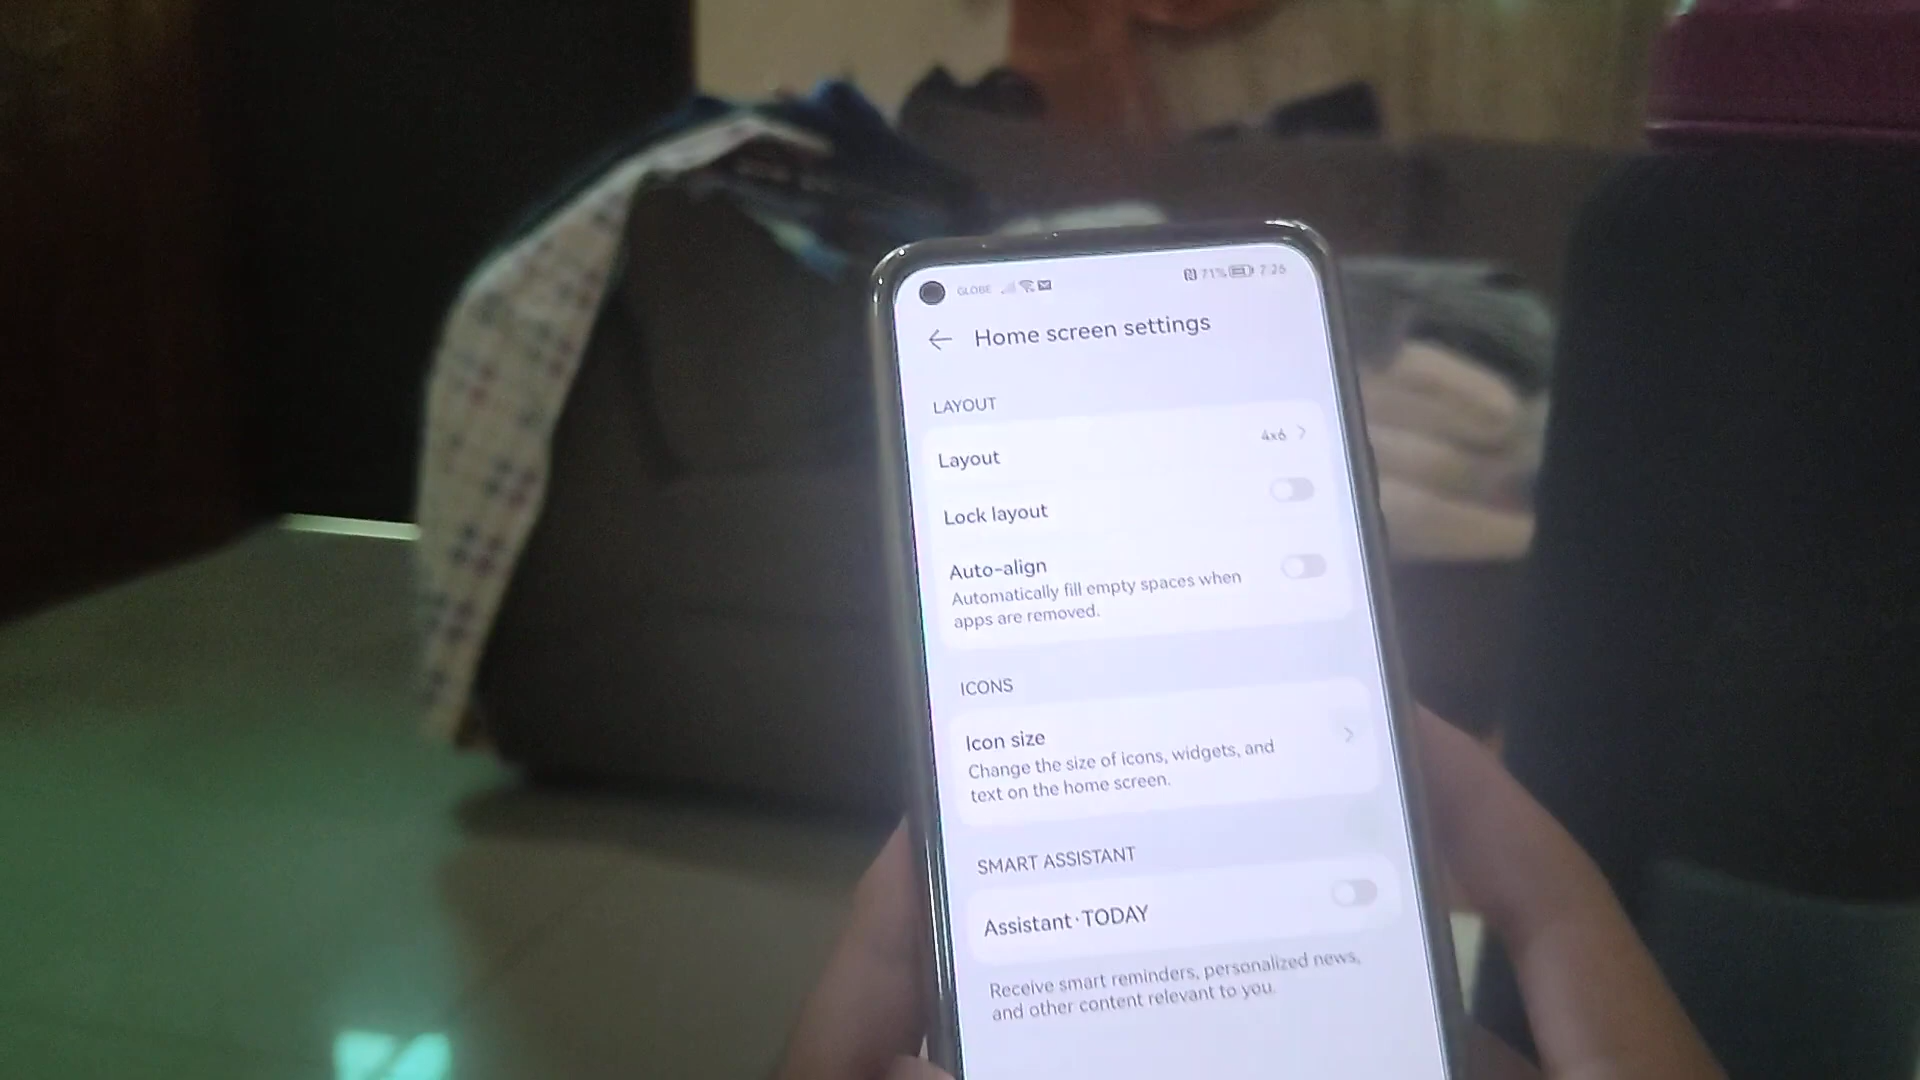 GLOBE 71% 7:26
Home screen settings
LAYOUT
Layout 4x6
Lock layout
Auto-align
Automatically fill empty spaces when
apps are removed.
ICONS
Icon size
Change the size of icons, widgets, and
text on the home screen.
SMART ASSISTANT
Assistant·TODAY
Receive smart reminders, personalized news,
and other content relevant to you.